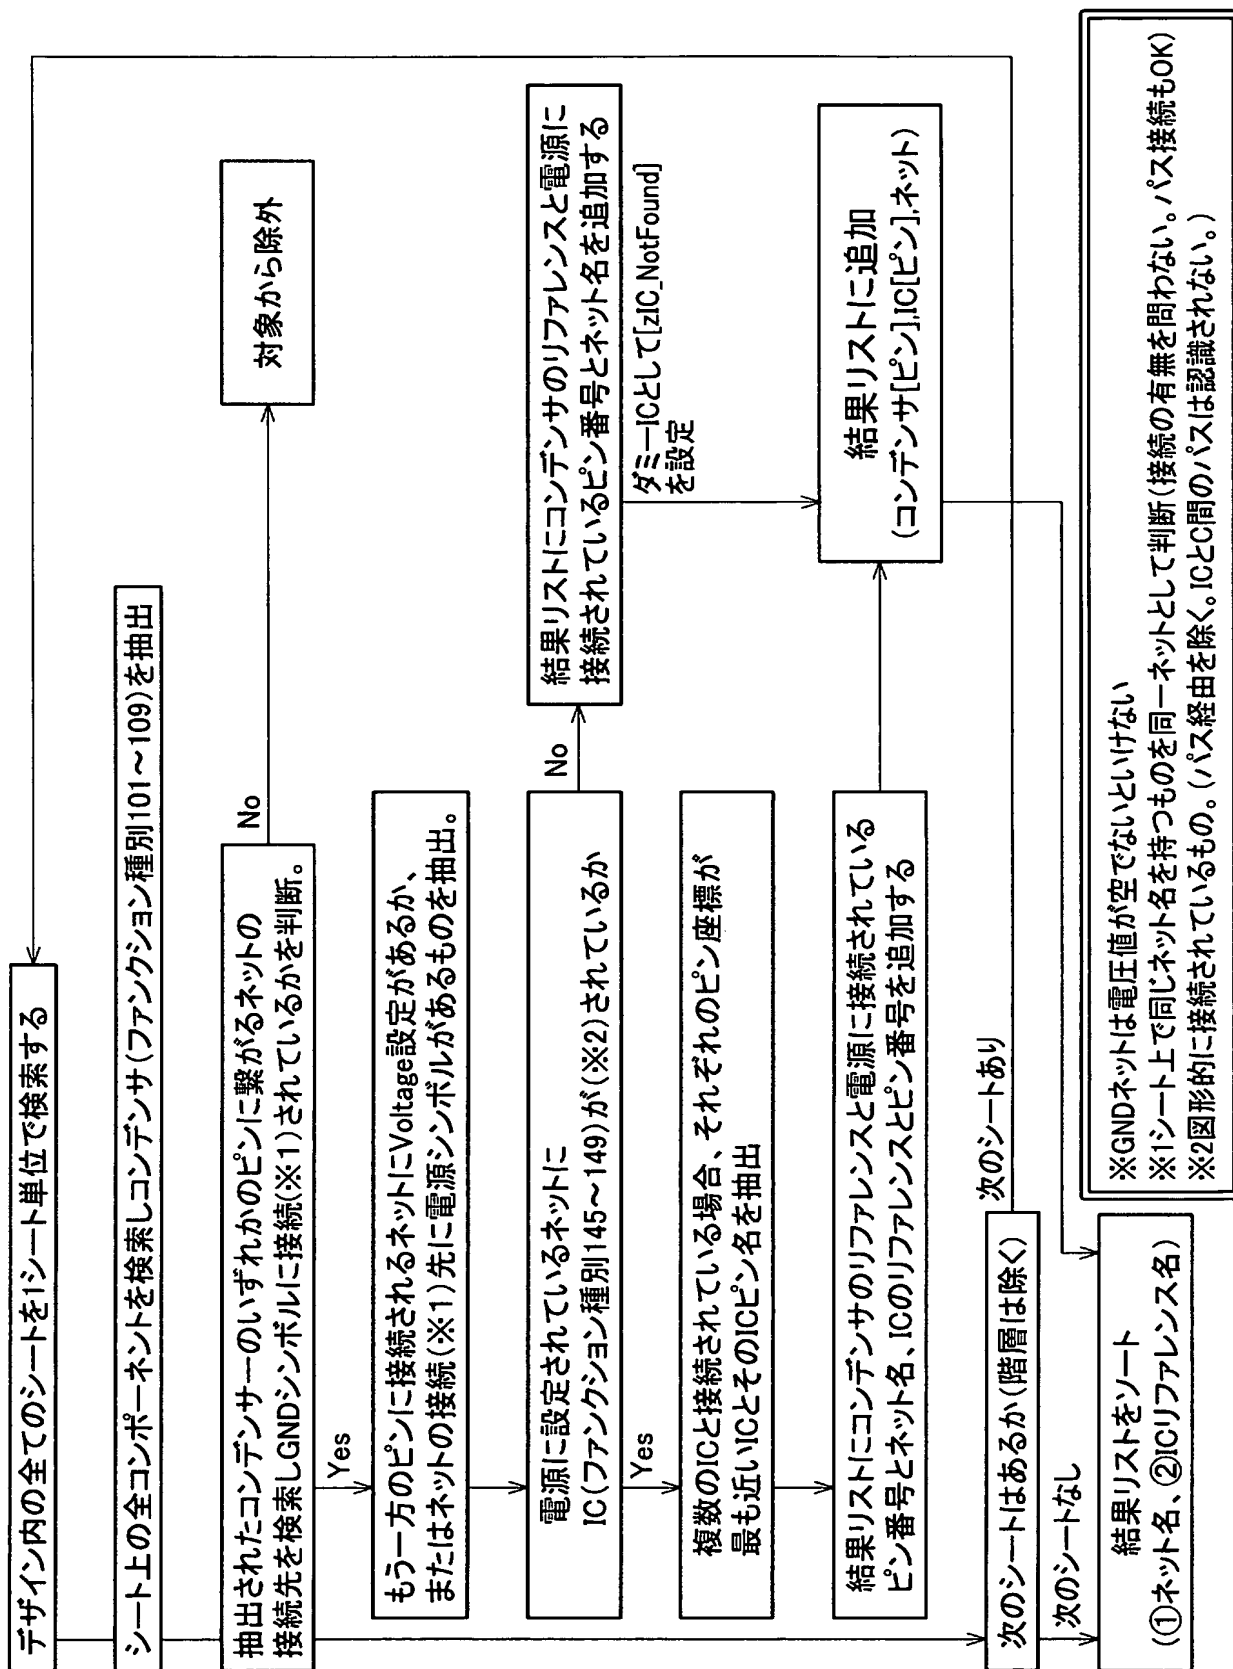 デザイン内の全てのシートを1シート単位で検索する
シート上の全コンポーネントを検索しコンデンサ(ファンクション種別101～109)を抽出
抽出されたコンデンサーのいずれかのピンに繋がるネットの
接続先を検索しGNDシンボルに接続(※1)されているかを判断。
No
対象から除外
Yes
もう一方のピンに接続されるネットにVoltage設定があるか、
またはネットの接続(※1)先に電源シンボルがあるものを抽出。
電源に設定されているネットに
IC(ファンクション種別145～149)が(※2)されているか
No
結果リストにコンデンサのリファレンスと電源に
接続されているピン番号とネット名を追加する
ダミーICとして[zIC_NotFound]
を設定
Yes
複数のICと接続されている場合、それぞれのピン座標が
最も近いICとそのICピン名を抽出
結果リストにコンデンサのリファレンスと電源に接続されている
ピン番号とネット名、ICのリファレンスとピン番号を追加する
結果リストに追加
(コンデンサ[ピン],IC[ピン],ネット)
次のシートはあるか(階層は除く)
次のシートあり
次のシートなし
結果リストをソート
(①ネット名、②ICリファレンス名)
※GNDネットは電圧値が空でないといけない
※1シート上で同じネット名を持つものを同一ネットとして判断(接続の有無を問わない。パス接続もOK)
※2図形的に接続されているもの。(パス経由を除く。ICとC間のパスは認識されない。)